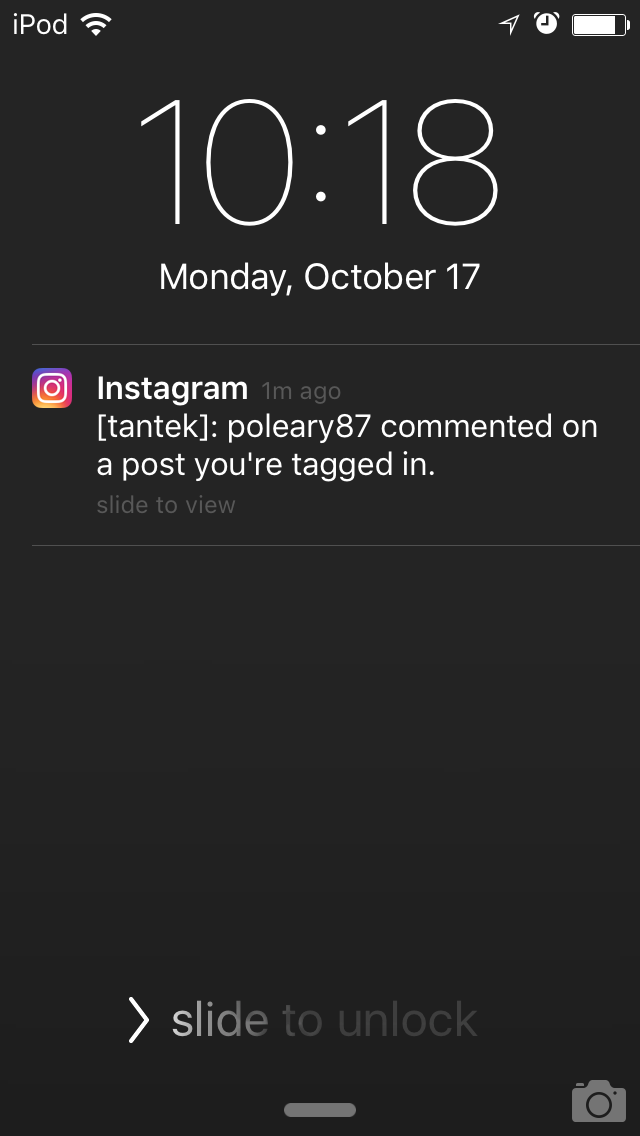 iPod
10:18
Monday, October 17
Instagram 1m ago
[tantek]: poleary87 commented on
a post you're tagged in.
slide to view
slide to unlock